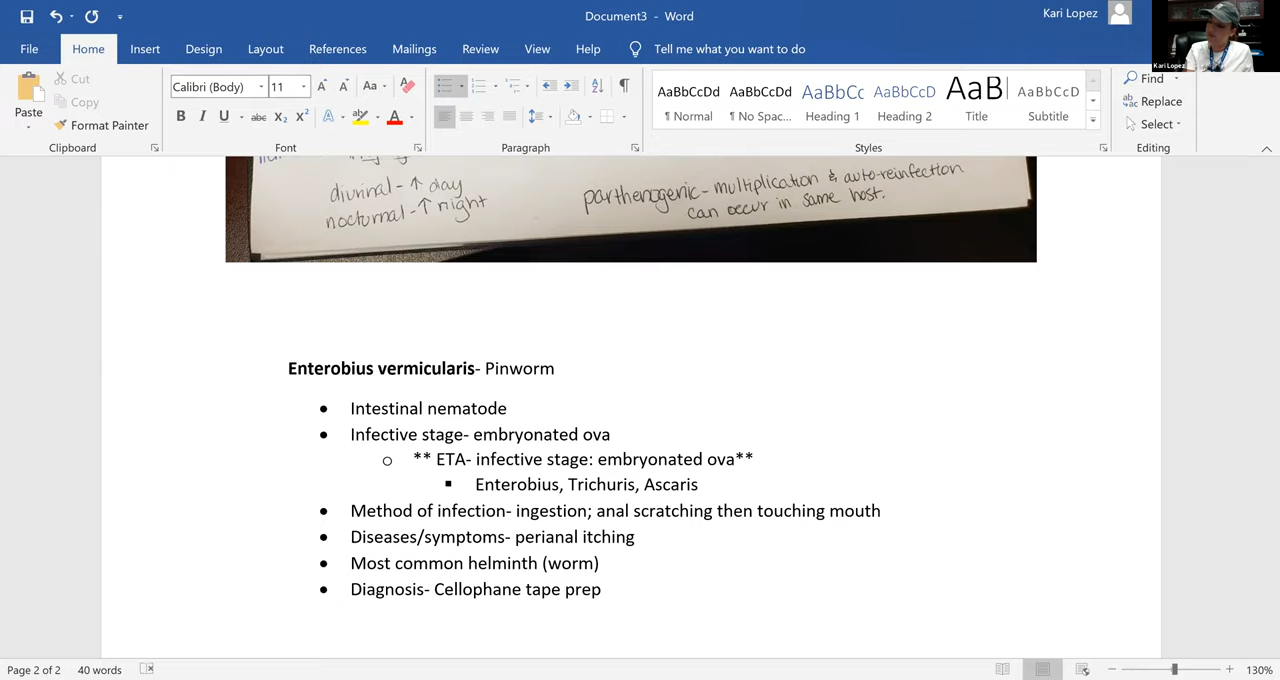 Document3 - Word
Kari Lopez
File Home Insert Design Layout References Mailings Review View Help Tell me what you want to do
Kari Lopez
Paste
Cut
Copy
Format Painter
Clipboard
Calibri (Body) 11
Font
Paragraph
AaBbCcDd AaBbCcDd AaBbCc AaBbCcD AaB AaBbCcD
¶ Normal ¶ No Spac... Heading 1 Heading 2 Title Subtitle
Styles
Find
Replace
Select
Editing
diurinal - ↑ day
nocturnal - ↑ night
parthenogenic - multiplication & auto-reinfection
can occur in same host.
Enterobius vermicularis- Pinworm
• Intestinal nematode
• Infective stage- embryonated ova
o ** ETA- infective stage: embryonated ova**
▪ Enterobius, Trichuris, Ascaris
• Method of infection- ingestion; anal scratching then touching mouth
• Diseases/symptoms- perianal itching
• Most common helminth (worm)
• Diagnosis- Cellophane tape prep
Page 2 of 2 40 words 130%